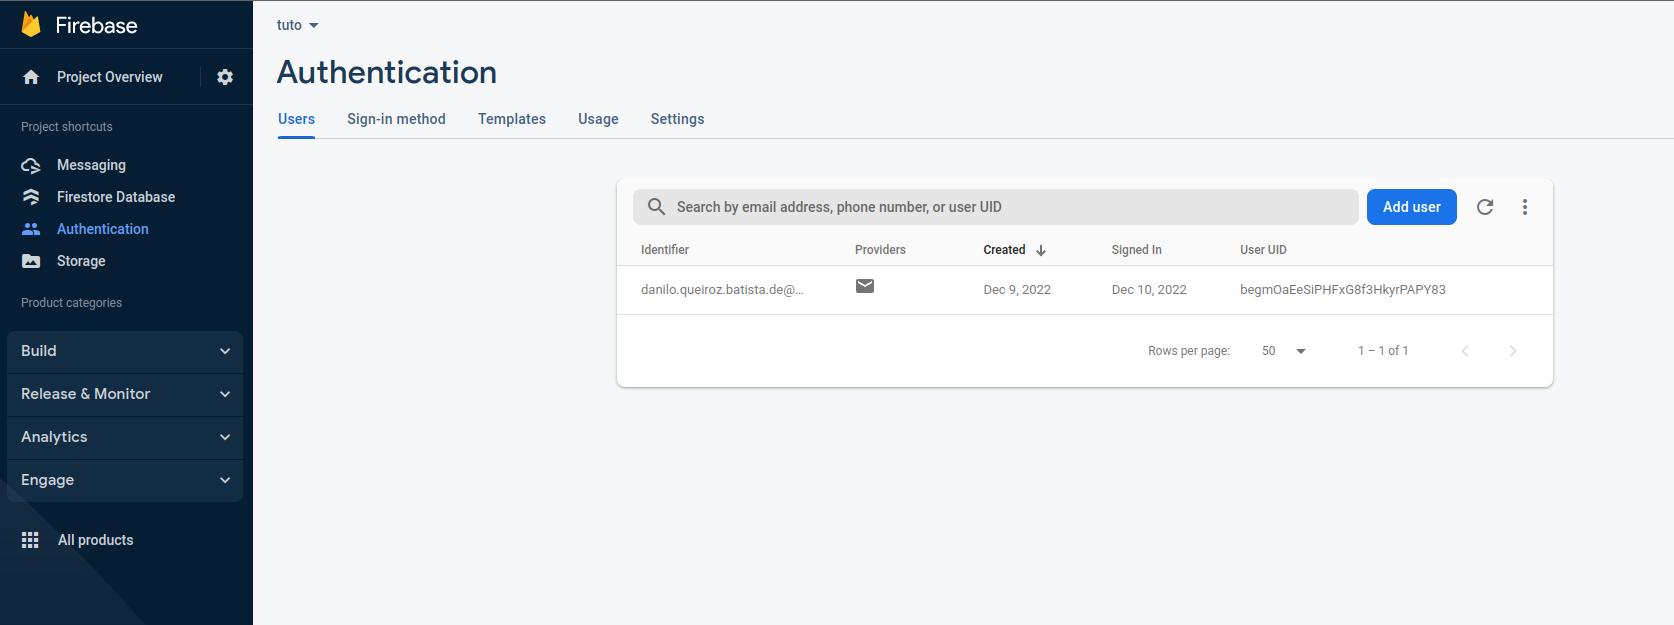 Firebase
Project Overview
Project shortcuts
Messaging
Firestore Database
Authentication
Storage
Product categories
Build
Release & Monitor
Analytics
Engage
All products
tuto
Authentication
Users Sign-in method Templates Usage Settings
Search by email address, phone number, or user UID Add user
Identifier Providers Created Signed In User UID
danilo.queiroz.batista.de@... Dec 9, 2022 Dec 10, 2022 begmOaEeSiPHFxG8f3HkyrPAPY83
Rows per page: 50 1 – 1 of 1